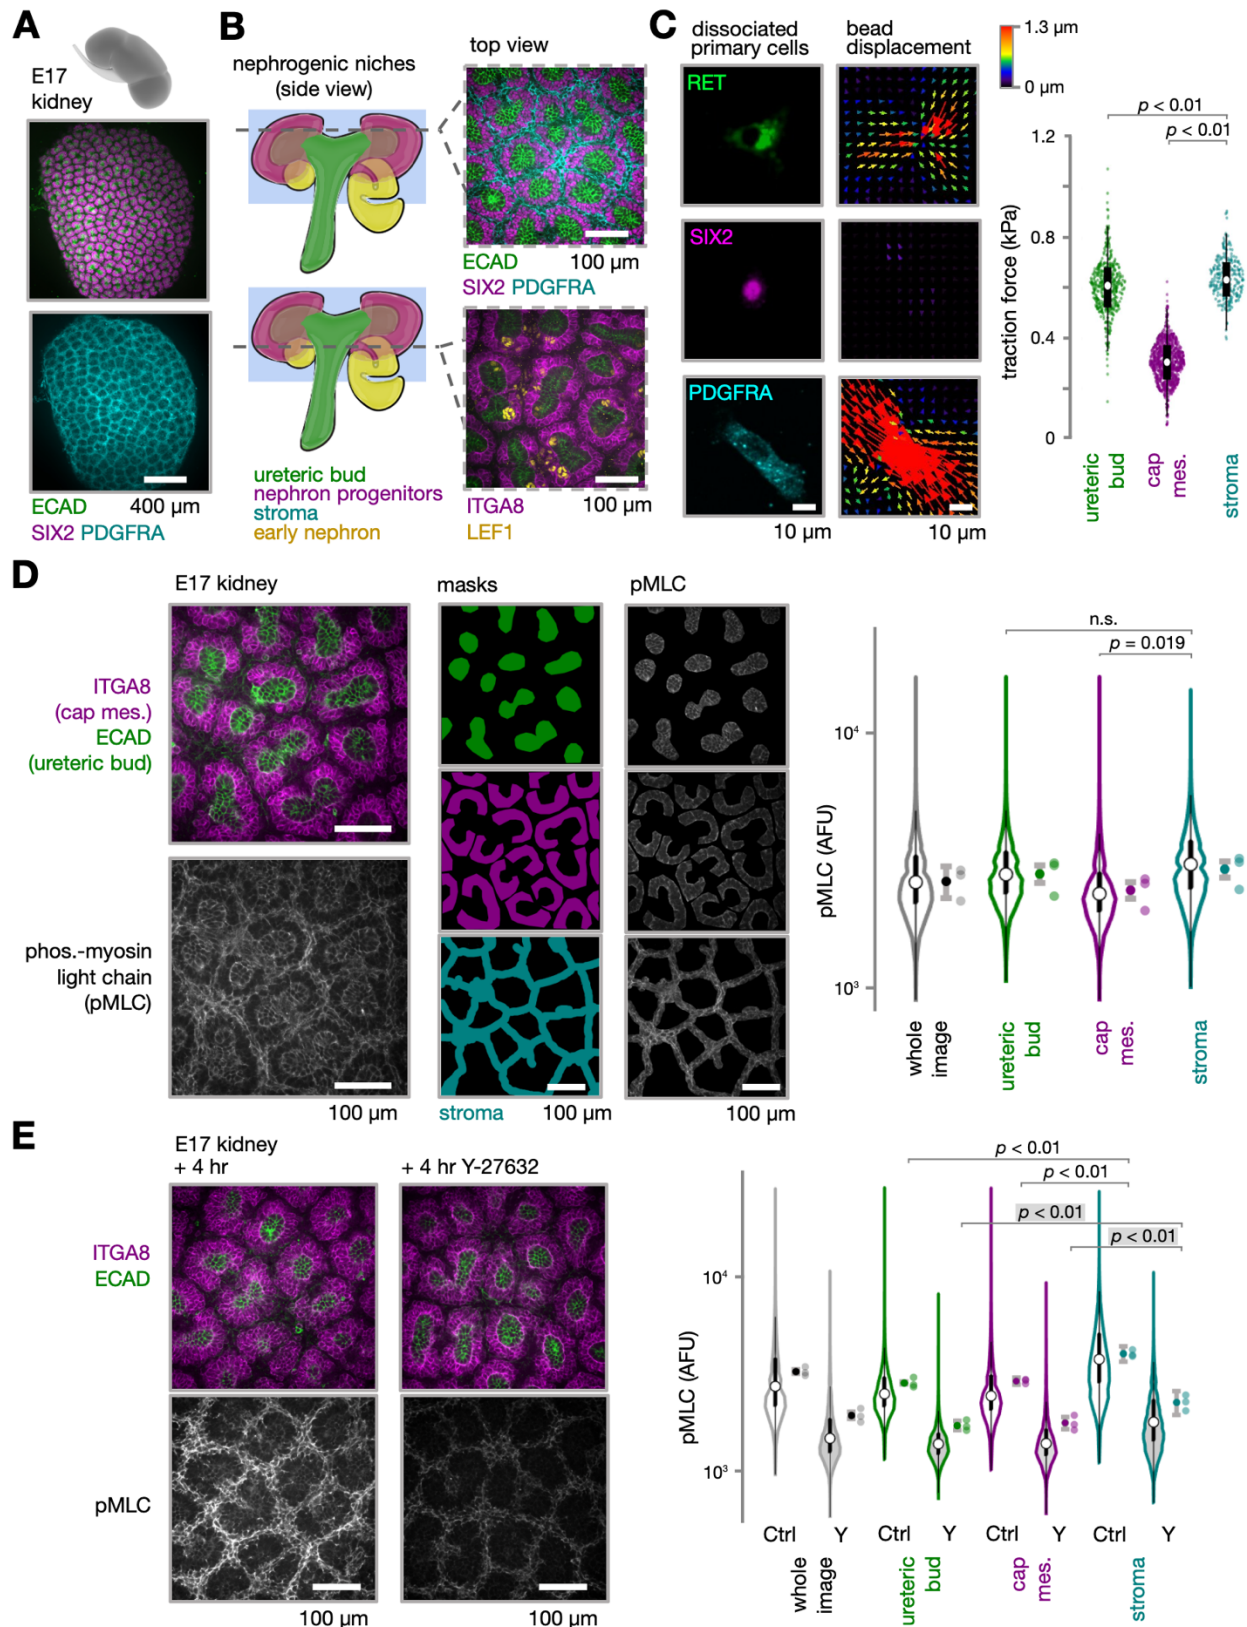 A
E17
kidney
ECAD
400 µm
SIX2 PDGFRA
B
nephrogenic niches
(side view)
top view
ECAD
100 µm
SIX2 PDGFRA
ureteric bud
nephron progenitors
stroma
early nephron
ITGA8
100 µm
LEF1
C
dissociated
primary cells
bead
displacement
1.3 µm
0 µm
RET
SIX2
PDGFRA
10 µm
10 µm
p < 0.01
p < 0.01
traction force (kPa)
1.2
0.8
0.4
0
ureteric
bud
cap
mes.
stroma
D
E17 kidney
masks
pMLC
ITGA8
(cap mes.)
ECAD
(ureteric bud)
phos.-myosin
light chain
(pMLC)
100 µm
stroma
100 µm
100 µm
n.s.
p = 0.019
pMLC (AFU)
10⁴
10³
whole
image
ureteric
bud
cap
mes.
stroma
E
E17 kidney
+ 4 hr
+ 4 hr Y-27632
ITGA8
ECAD
pMLC
100 µm
100 µm
p < 0.01
p < 0.01
p < 0.01
p < 0.01
pMLC (AFU)
10⁴
10³
Ctrl
Y
Ctrl
Y
Ctrl
Y
Ctrl
Y
whole
image
ureteric
bud
cap
mes.
stroma